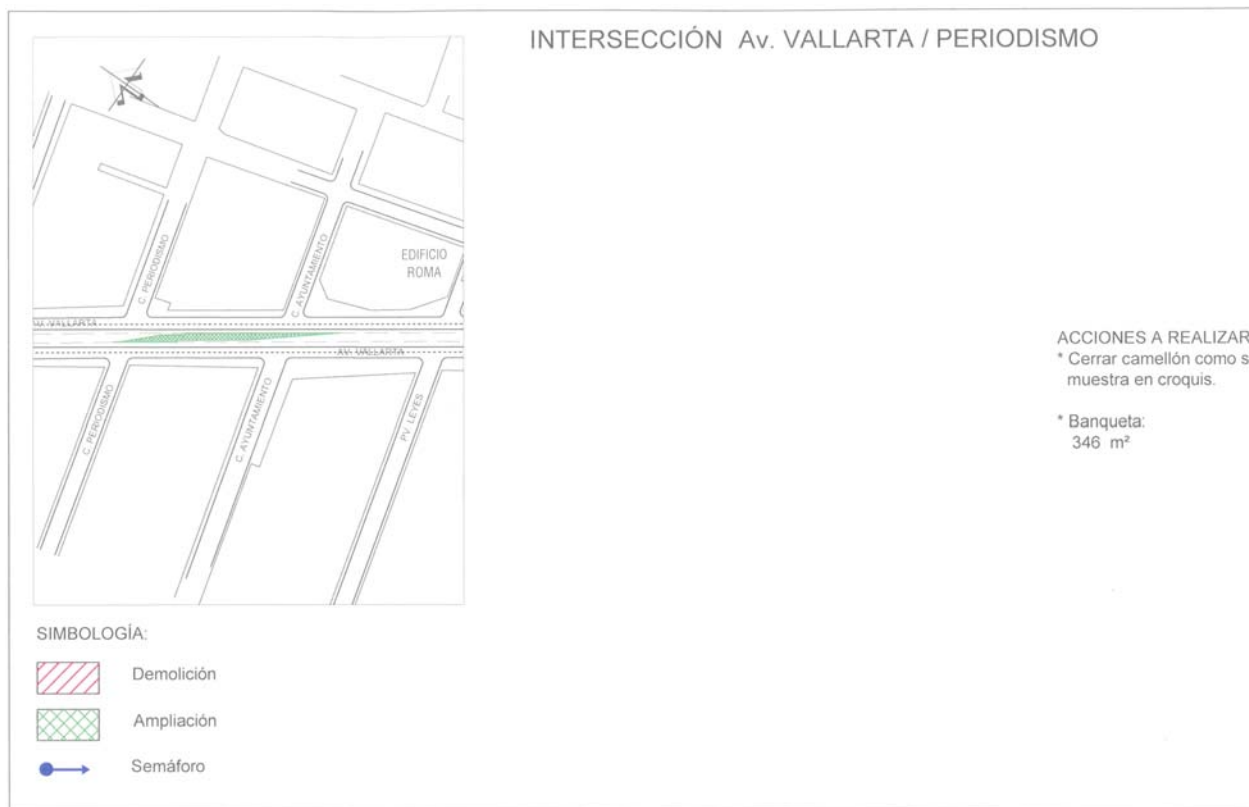 INTERSECCIÓN Av. VALLARTA / PERIODISMO
N
C. PERIODISMO
C. AYUNTAMIENTO
EDIFICIO
ROMA
AV. VALLARTA
AV. VALLARTA
C. PERIODISMO
C. AYUNTAMIENTO
PV. LEYES
ACCIONES A REALIZAR
* Cerrar camellón como s
muestra en croquis.
* Banqueta:
346 m²
SIMBOLOGÍA:
Demolición
Ampliación
Semáforo